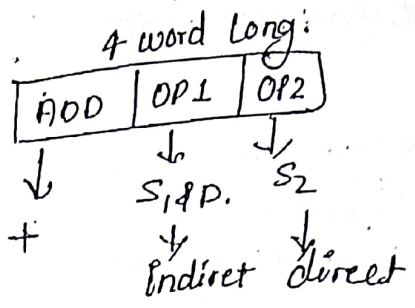 4 word long:
ADD OP1 OP2
S1 & D. S2
+ indiret direct